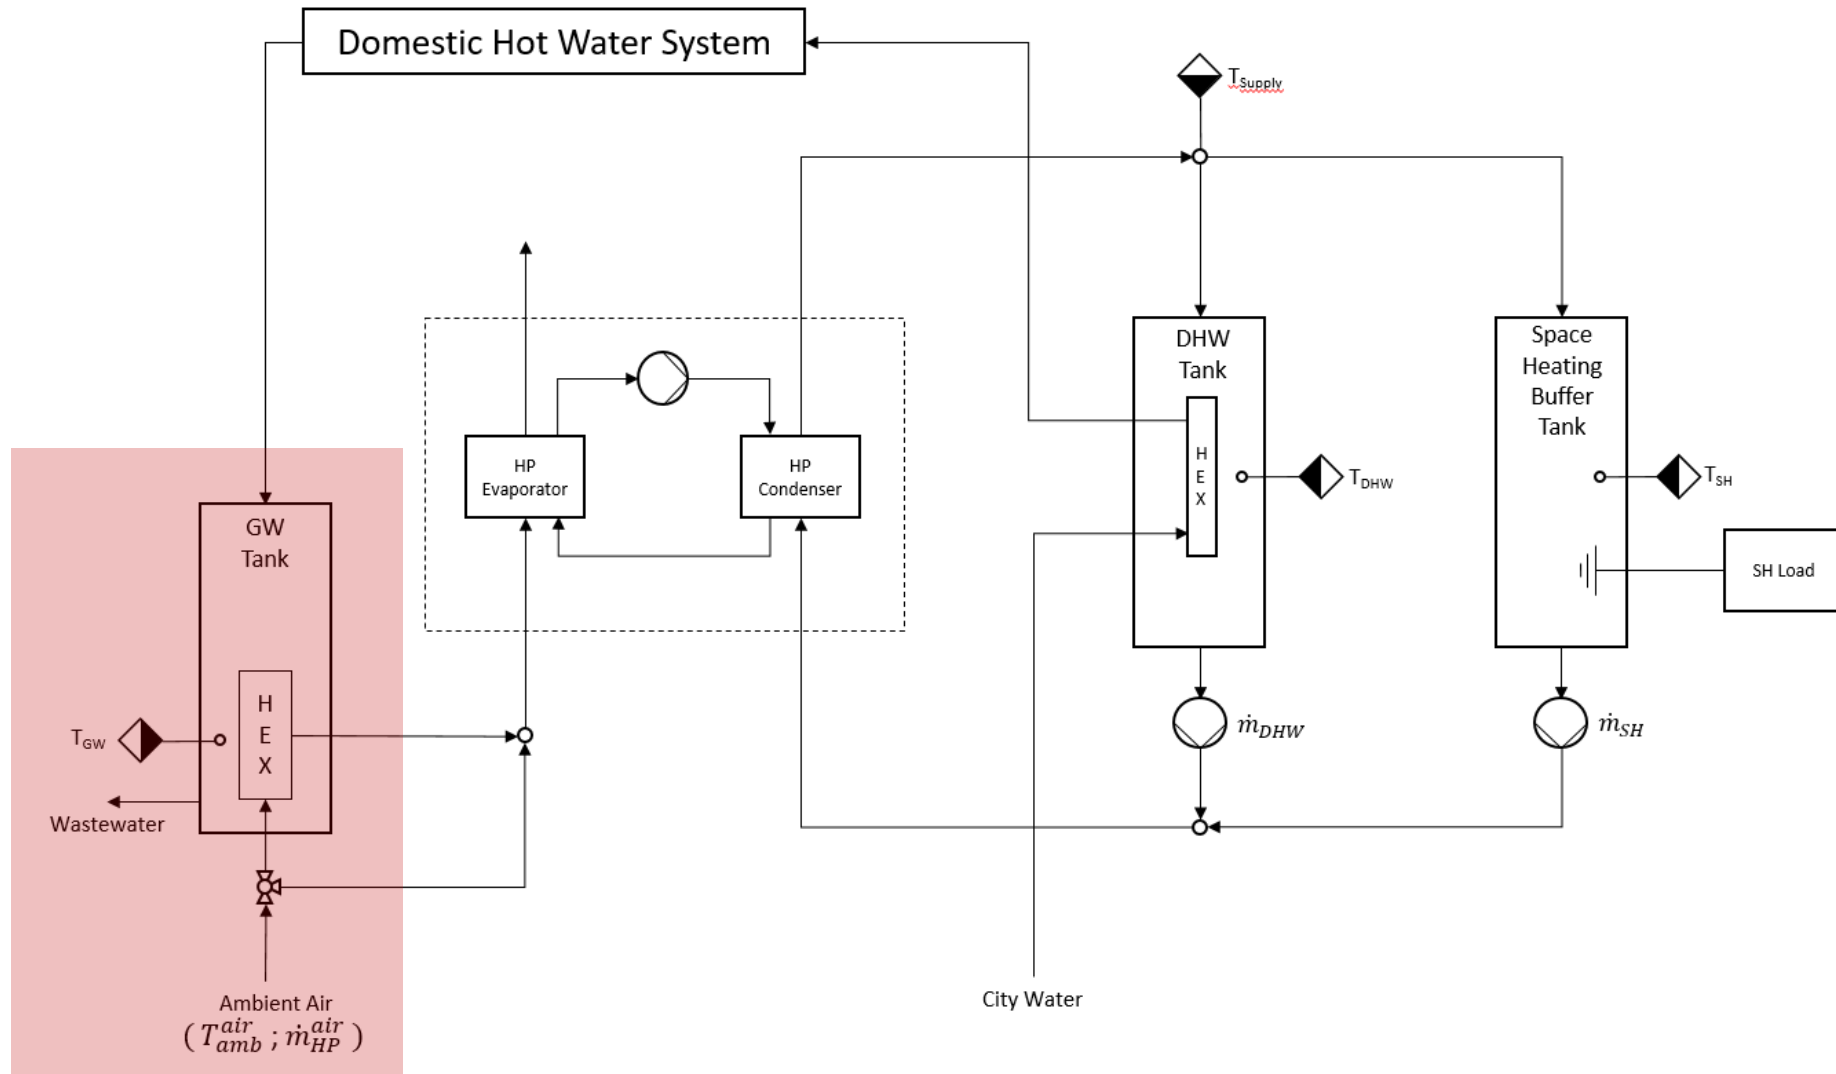 Domestic Hot Water System
T_Supply
DHW
Tank
H
E
X
T_DHW
Space
Heating
Buffer
Tank
T_SH
SH Load
HP
Evaporator
HP
Condenser
GW
Tank
H
E
X
T_GW
Wastewater
ṁ_DHW
ṁ_SH
Ambient Air
( T_amb^air ; ṁ_HP^air )
City Water